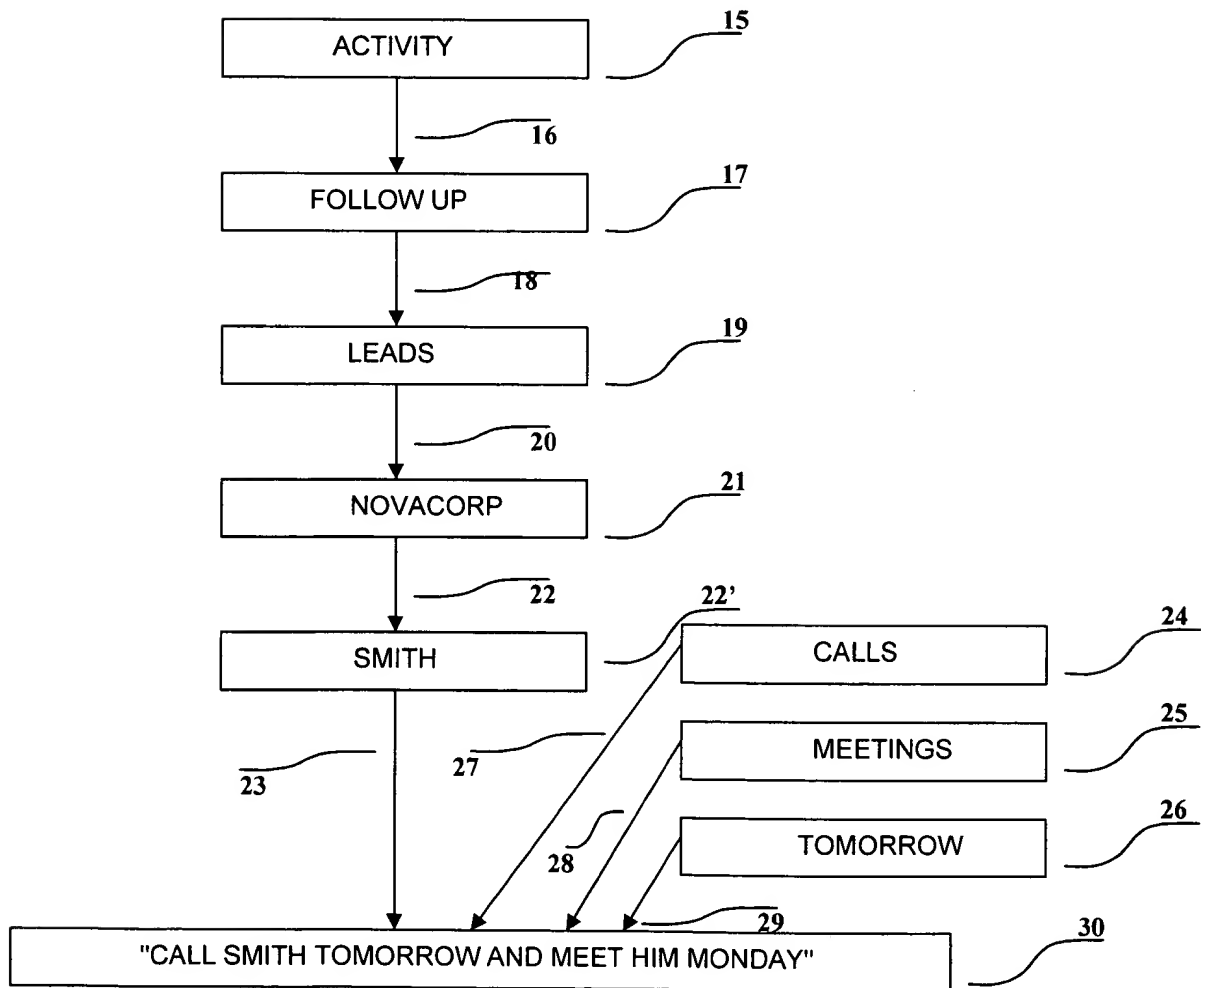 15
ACTIVITY
16
17
FOLLOW UP
18
19
LEADS
20
21
NOVACORP
22
22'
24
SMITH
CALLS
25
23
27
MEETINGS
26
28
TOMORROW
29
30
"CALL SMITH TOMORROW AND MEET HIM MONDAY"